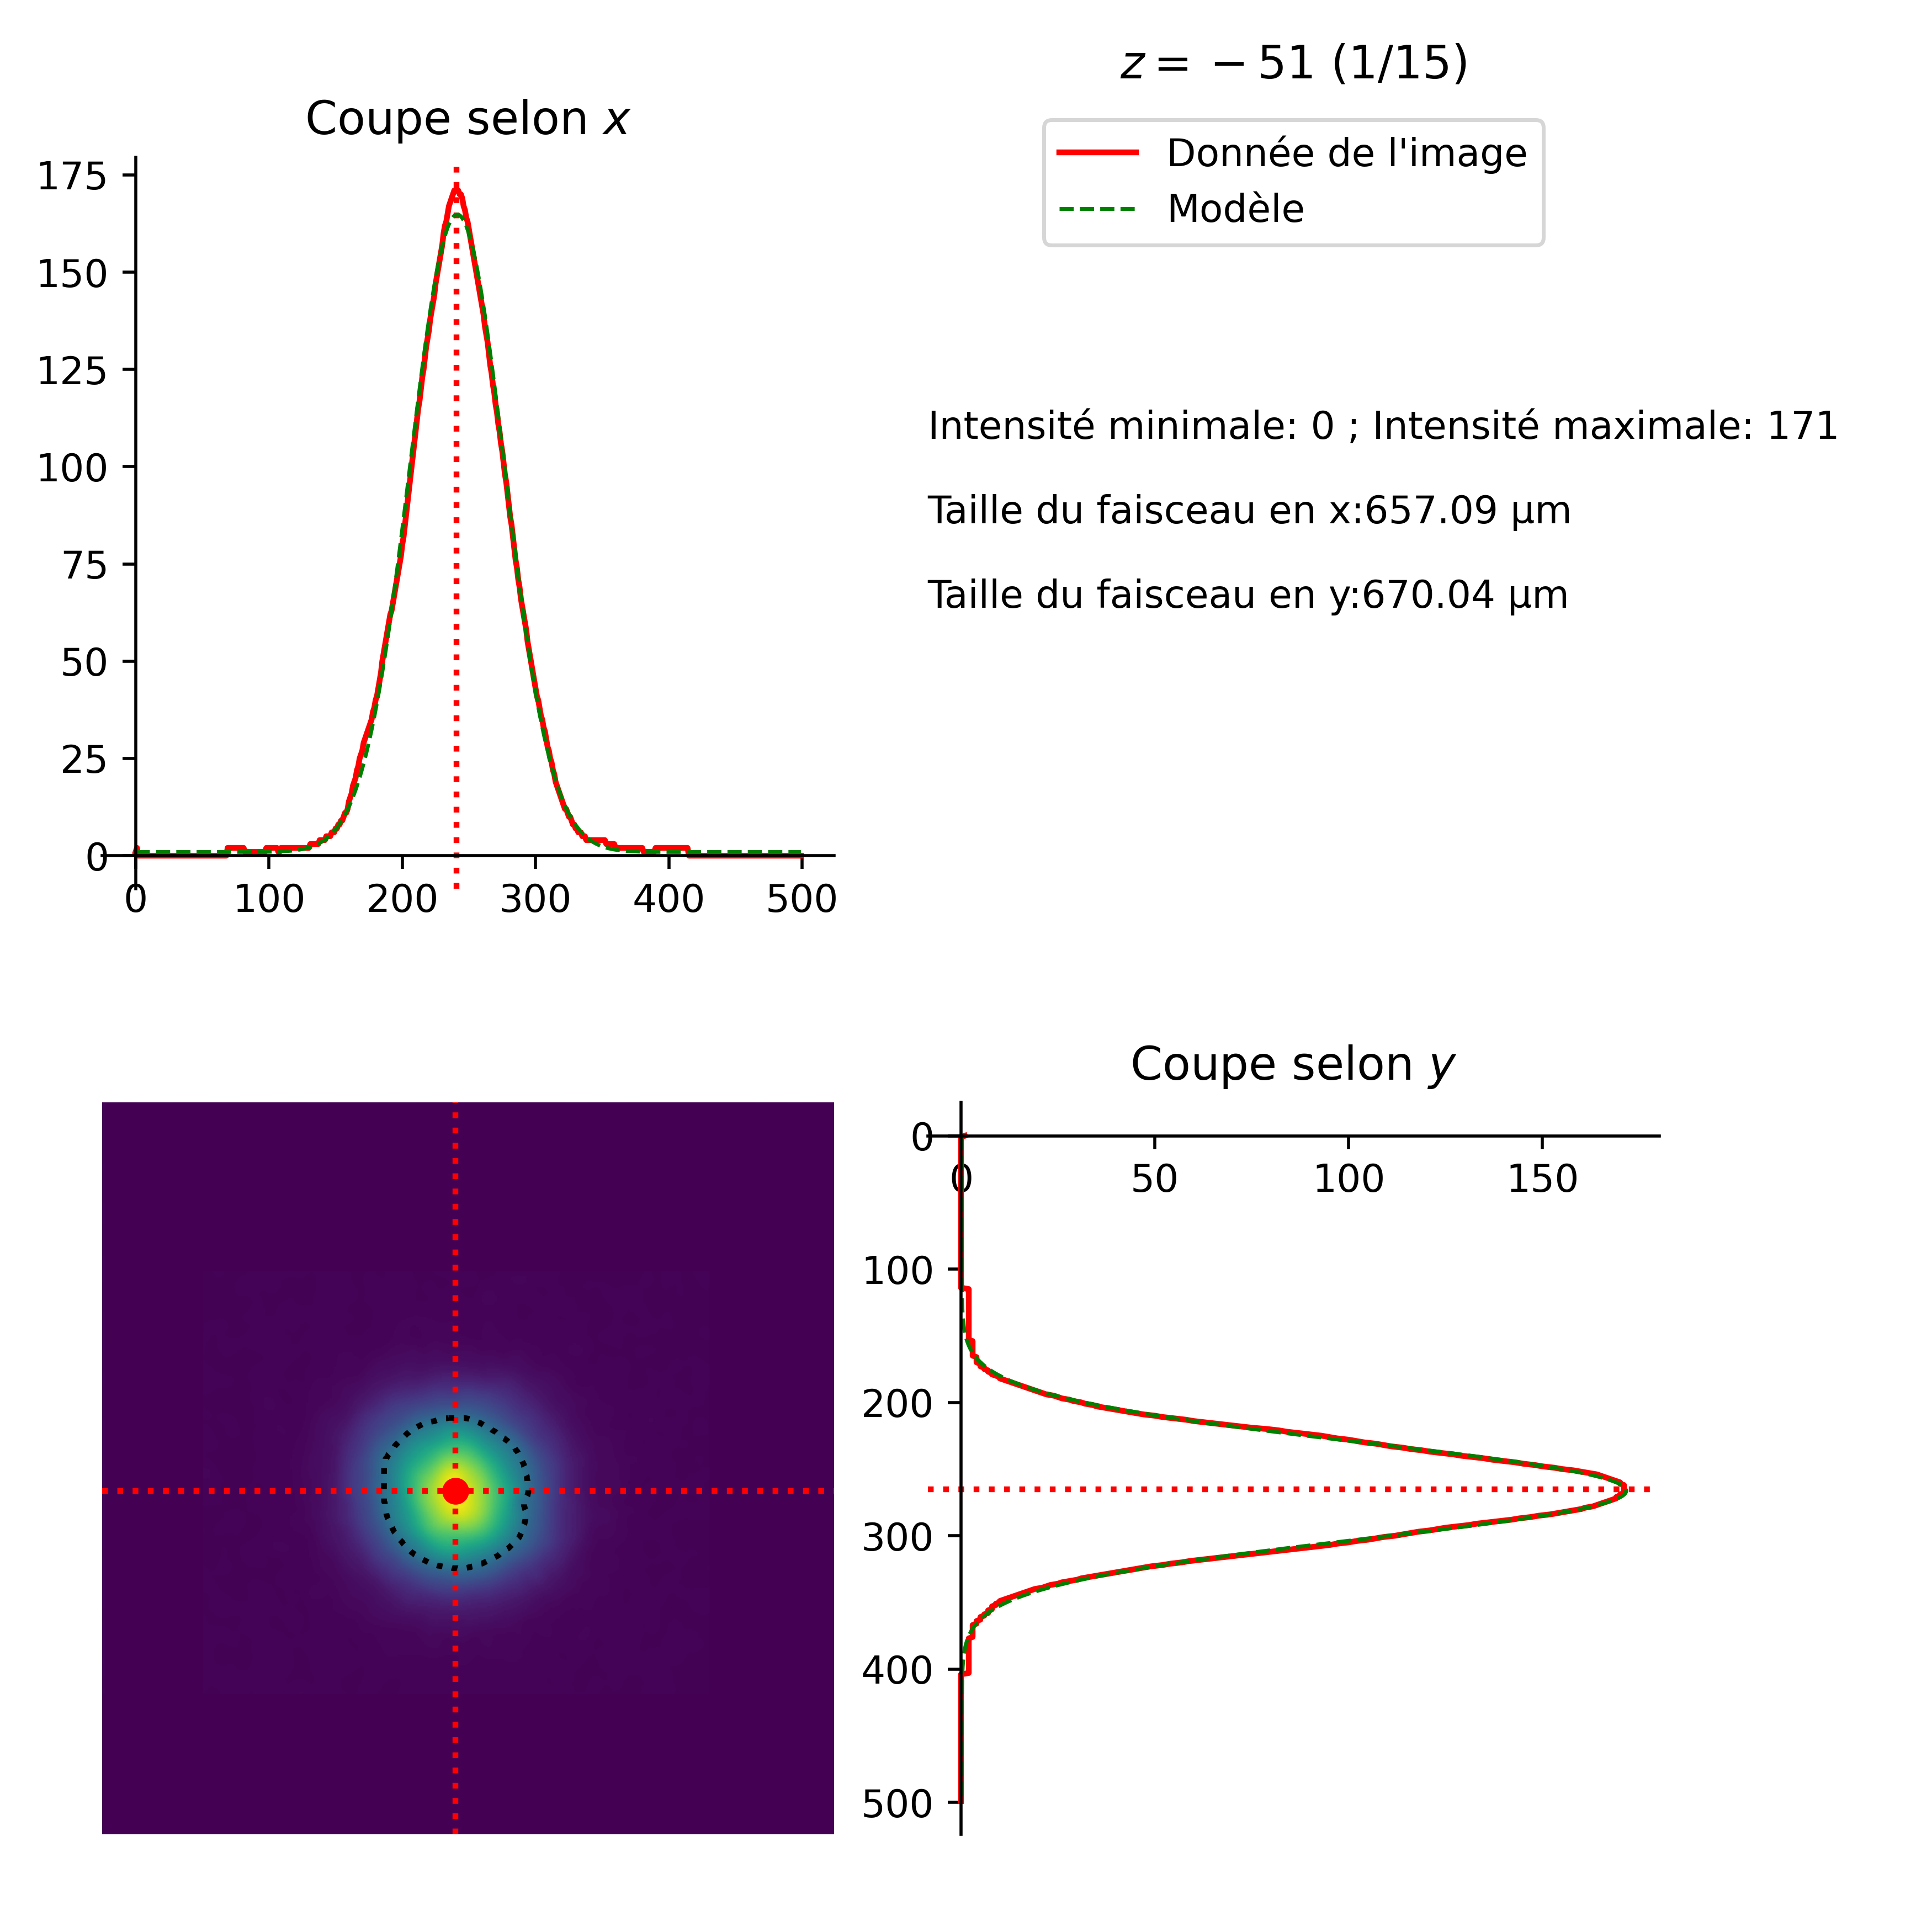 z = − 51 (1/15)
Coupe selon x
Donnée de l'image
Modèle
175
150
125
100
75
50
25
0
0 100 200 300 400 500
Intensité minimale: 0 ; Intensité maximale: 171
Taille du faisceau en x:657.09 µm
Taille du faisceau en y:670.04 µm
Coupe selon y
0
0 50 100 150
100
200
300
400
500